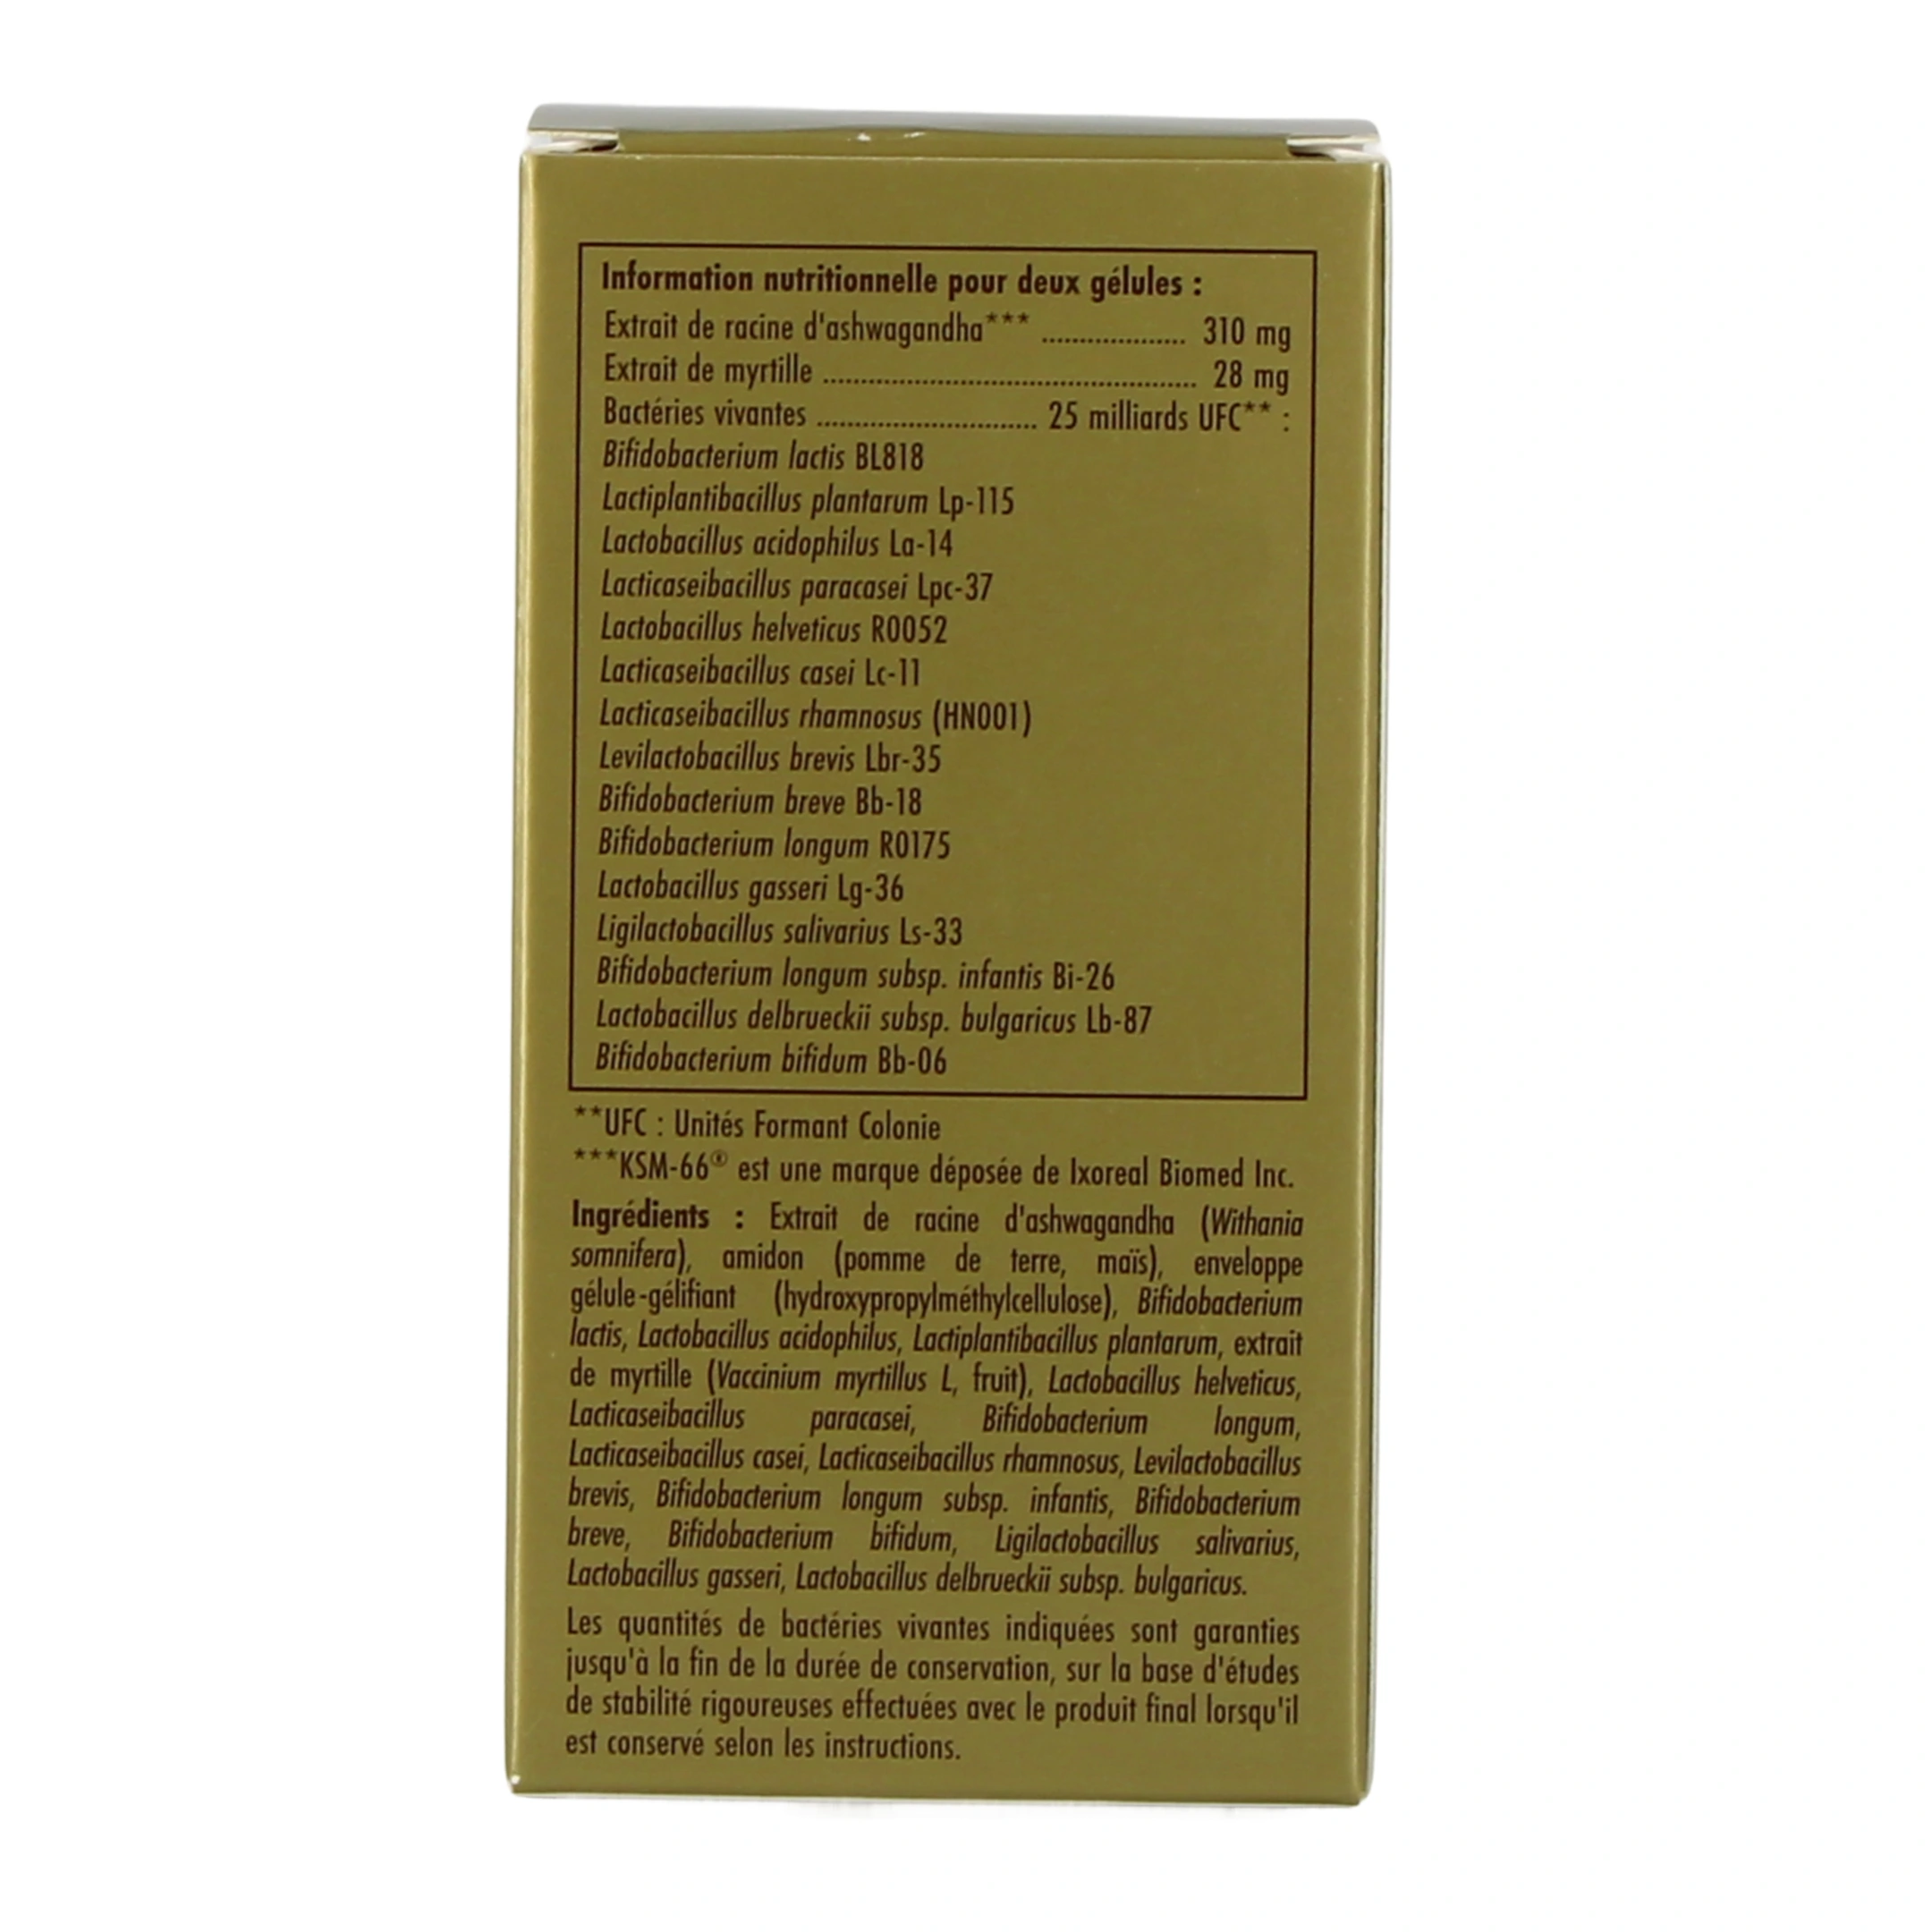 Information nutritionnelle pour deux gélules :
Extrait de racine d'ashwagandha*** ................... 310 mg
Extrait de myrtille ................................................. 28 mg
Bactéries vivantes ............................. 25 milliards UFC** :
Bifidobacterium lactis BL818
Lactiplantibacillus plantarum Lp-115
Lactobacillus acidophilus La-14
Lacticaseibacillus paracasei Lpc-37
Lactobacillus helveticus R0052
Lacticaseibacillus casei Lc-11
Lacticaseibacillus rhamnosus (HN001)
Levilactobacillus brevis Lbr-35
Bifidobacterium breve Bb-18
Bifidobacterium longum R0175
Lactobacillus gasseri Lg-36
Ligilactobacillus salivarius Ls-33
Bifidobacterium longum subsp. infantis Bi-26
Lactobacillus delbrueckii subsp. bulgaricus Lb-87
Bifidobacterium bifidum Bb-06
**UFC : Unités Formant Colonie
***KSM-66® est une marque déposée de Ixoreal Biomed Inc.
Ingrédients : Extrait de racine d'ashwagandha (Withania
somnifera), amidon (pomme de terre, maïs), enveloppe
gélule-gélifiant (hydroxypropylméthylcellulose), Bifidobacterium
lactis, Lactobacillus acidophilus, Lactiplantibacillus plantarum, extrait
de myrtille (Vaccinium myrtillus L, fruit), Lactobacillus helveticus,
Lacticaseibacillus paracasei, Bifidobacterium longum,
Lacticaseibacillus casei, Lacticaseibacillus rhamnosus, Levilactobacillus
brevis, Bifidobacterium longum subsp. infantis, Bifidobacterium
breve, Bifidobacterium bifidum, Ligilactobacillus salivarius,
Lactobacillus gasseri, Lactobacillus delbrueckii subsp. bulgaricus.
Les quantités de bactéries vivantes indiquées sont garanties
jusqu'à la fin de la durée de conservation, sur la base d'études
de stabilité rigoureuses effectuées avec le produit final lorsqu'il
est conservé selon les instructions.